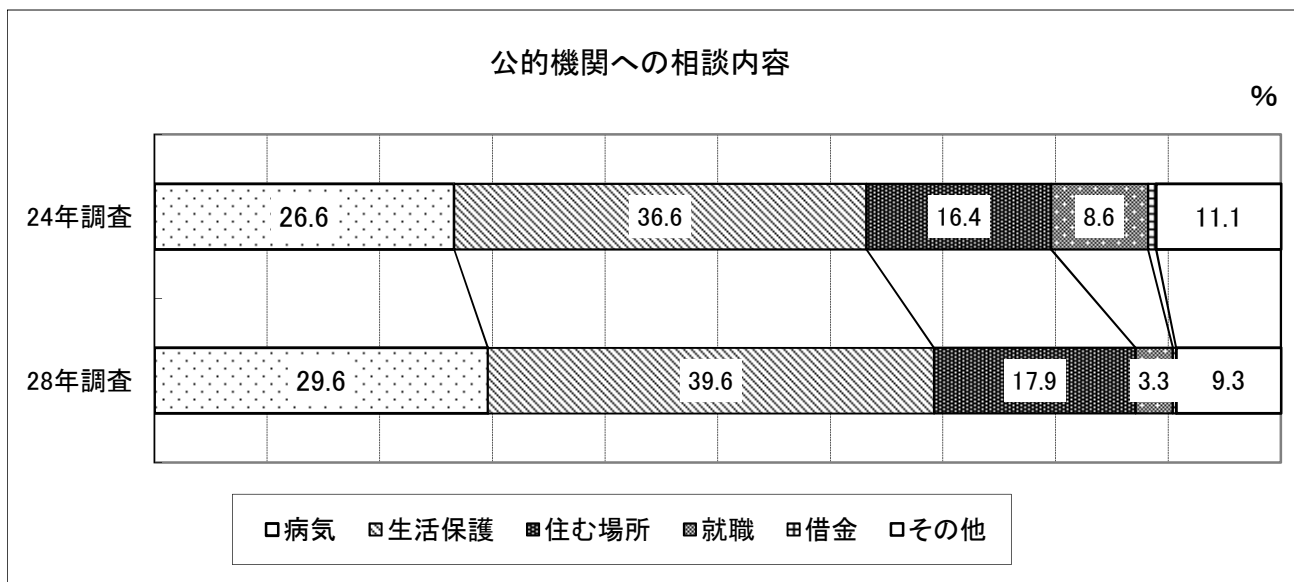 公的機関への相談内容
%
24年調査
26.6 36.6 16.4 8.6 11.1
28年調査
29.6 39.6 17.9 3.3 9.3
病気 生活保護 住む場所 就職 借金 その他